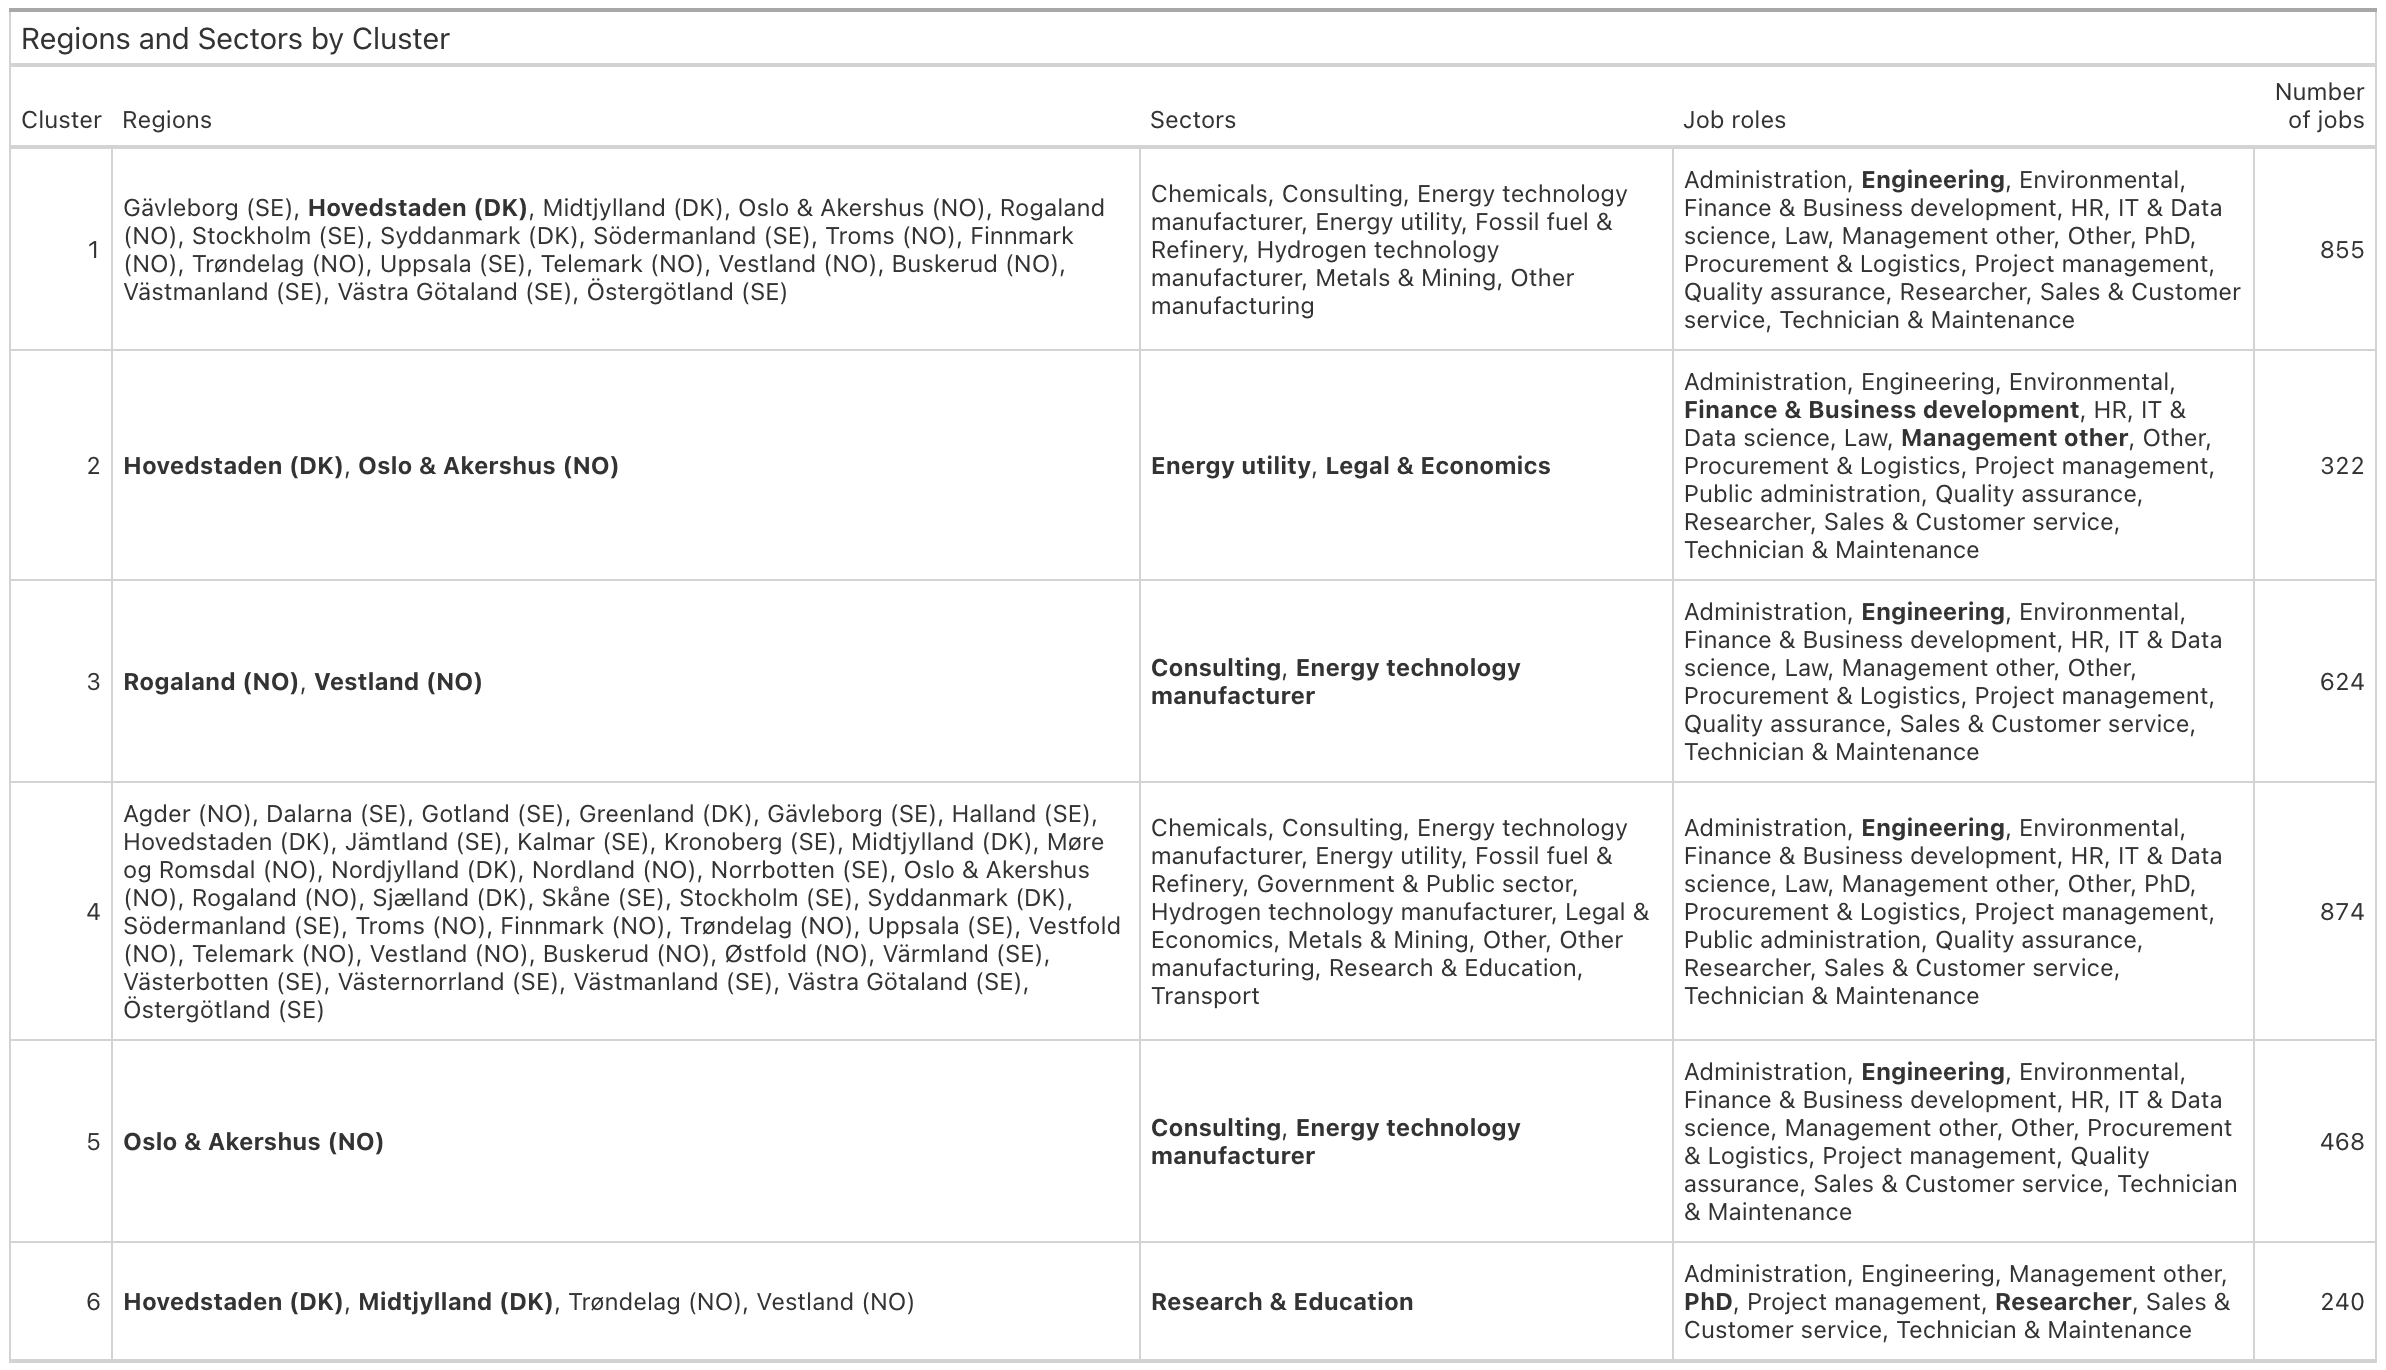 Regions and Sectors by Cluster
Cluster Regions Sectors Job roles Number of jobs
1
Gävleborg (SE), Hovedstaden (DK), Midtjylland (DK), Oslo & Akershus (NO), Rogaland
(NO), Stockholm (SE), Syddanmark (DK), Södermanland (SE), Troms (NO), Finnmark
(NO), Trøndelag (NO), Uppsala (SE), Telemark (NO), Vestland (NO), Buskerud (NO),
Västmanland (SE), Västra Götaland (SE), Östergötland (SE)
Chemicals, Consulting, Energy technology
manufacturer, Energy utility, Fossil fuel &
Refinery, Hydrogen technology
manufacturer, Metals & Mining, Other
manufacturing
Administration, Engineering, Environmental,
Finance & Business development, HR, IT & Data
science, Law, Management other, Other, PhD,
Procurement & Logistics, Project management,
Quality assurance, Researcher, Sales & Customer
service, Technician & Maintenance
855
2
Hovedstaden (DK), Oslo & Akershus (NO)
Energy utility, Legal & Economics
Administration, Engineering, Environmental,
Finance & Business development, HR, IT &
Data science, Law, Management other, Other,
Procurement & Logistics, Project management,
Public administration, Quality assurance,
Researcher, Sales & Customer service,
Technician & Maintenance
322
3
Rogaland (NO), Vestland (NO)
Consulting, Energy technology
manufacturer
Administration, Engineering, Environmental,
Finance & Business development, HR, IT & Data
science, Law, Management other, Other,
Procurement & Logistics, Project management,
Quality assurance, Sales & Customer service,
Technician & Maintenance
624
4
Agder (NO), Dalarna (SE), Gotland (SE), Greenland (DK), Gävleborg (SE), Halland (SE),
Hovedstaden (DK), Jämtland (SE), Kalmar (SE), Kronoberg (SE), Midtjylland (DK), Møre
og Romsdal (NO), Nordjylland (DK), Nordland (NO), Norrbotten (SE), Oslo & Akershus
(NO), Rogaland (NO), Sjælland (DK), Skåne (SE), Stockholm (SE), Syddanmark (DK),
Södermanland (SE), Troms (NO), Finnmark (NO), Trøndelag (NO), Uppsala (SE), Vestfold
(NO), Telemark (NO), Vestland (NO), Buskerud (NO), Østfold (NO), Värmland (SE),
Västerbotten (SE), Västernorrland (SE), Västmanland (SE), Västra Götaland (SE),
Östergötland (SE)
Chemicals, Consulting, Energy technology
manufacturer, Energy utility, Fossil fuel &
Refinery, Government & Public sector,
Hydrogen technology manufacturer, Legal &
Economics, Metals & Mining, Other, Other
manufacturing, Research & Education,
Transport
Administration, Engineering, Environmental,
Finance & Business development, HR, IT & Data
science, Law, Management other, Other, PhD,
Procurement & Logistics, Project management,
Public administration, Quality assurance,
Researcher, Sales & Customer service,
Technician & Maintenance
874
5
Oslo & Akershus (NO)
Consulting, Energy technology
manufacturer
Administration, Engineering, Environmental,
Finance & Business development, HR, IT & Data
science, Management other, Other, Procurement
& Logistics, Project management, Quality
assurance, Sales & Customer service, Technician
& Maintenance
468
6
Hovedstaden (DK), Midtjylland (DK), Trøndelag (NO), Vestland (NO)
Research & Education
Administration, Engineering, Management other,
PhD, Project management, Researcher, Sales &
Customer service, Technician & Maintenance
240